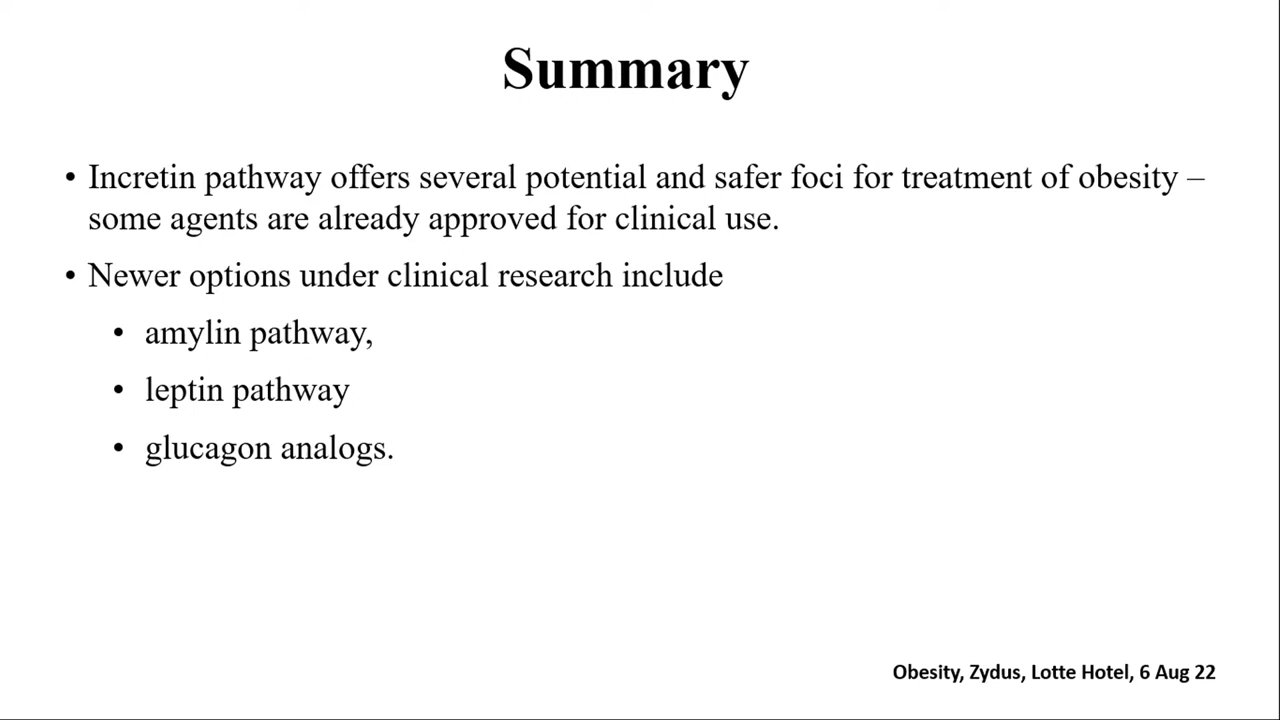 Summary
• Incretin pathway offers several potential and safer foci for treatment of obesity –
some agents are already approved for clinical use.
• Newer options under clinical research include
• amylin pathway,
• leptin pathway
• glucagon analogs.
Obesity, Zydus, Lotte Hotel, 6 Aug 22